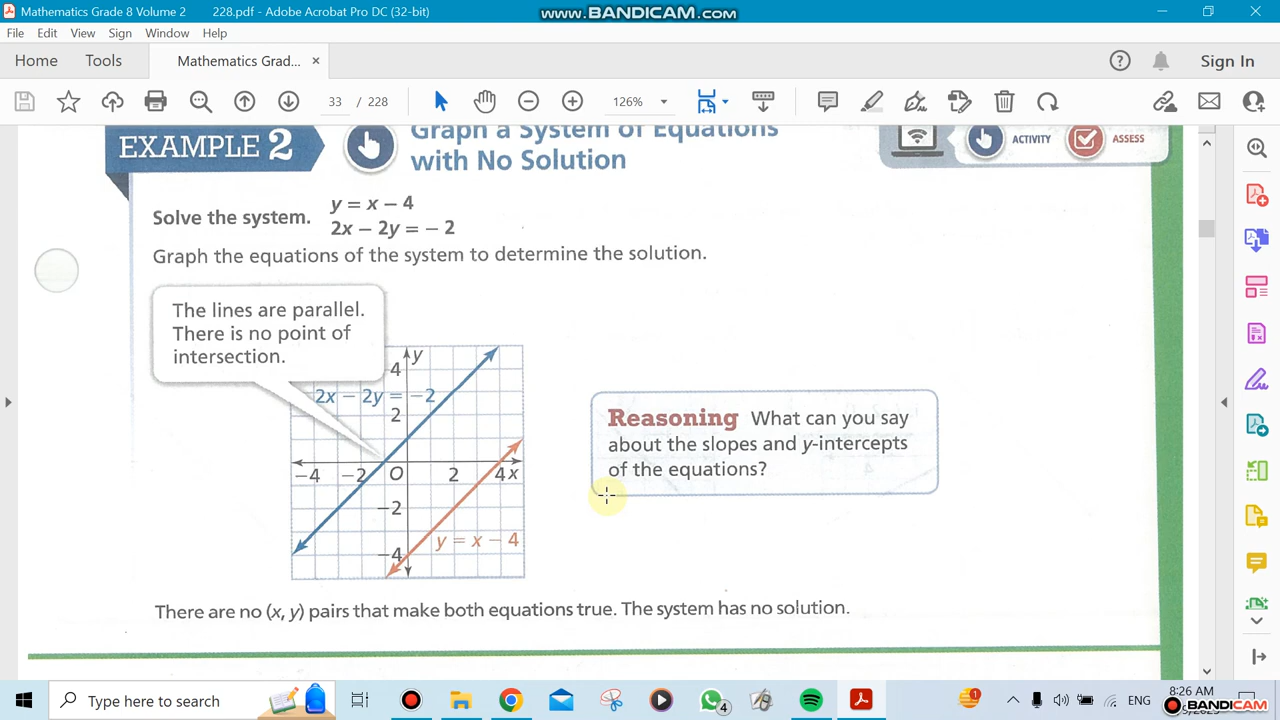 Mathematics Grade 8 Volume 2 228.pdf - Adobe Acrobat Pro DC (32-bit)
www.BANDICAM.com
File Edit View Sign Window Help
Home Tools Mathematics Grad... × Sign In
33 / 228 126%
EXAMPLE 2
Graph a System of Equations
with No Solution
ACTIVITY ASSESS
Solve the system.
y = x − 4
2x − 2y = − 2
Graph the equations of the system to determine the solution.
The lines are parallel.
There is no point of
intersection.
4 y
2x − 2y = −2
2
−4 −2 O 2 4 x
−2
−4
y = x − 4
Reasoning What can you say
about the slopes and y-intercepts
of the equations?
There are no (x, y) pairs that make both equations true. The system has no solution.
Type here to search
4
1
ENG
8:26 AM
BANDICAM